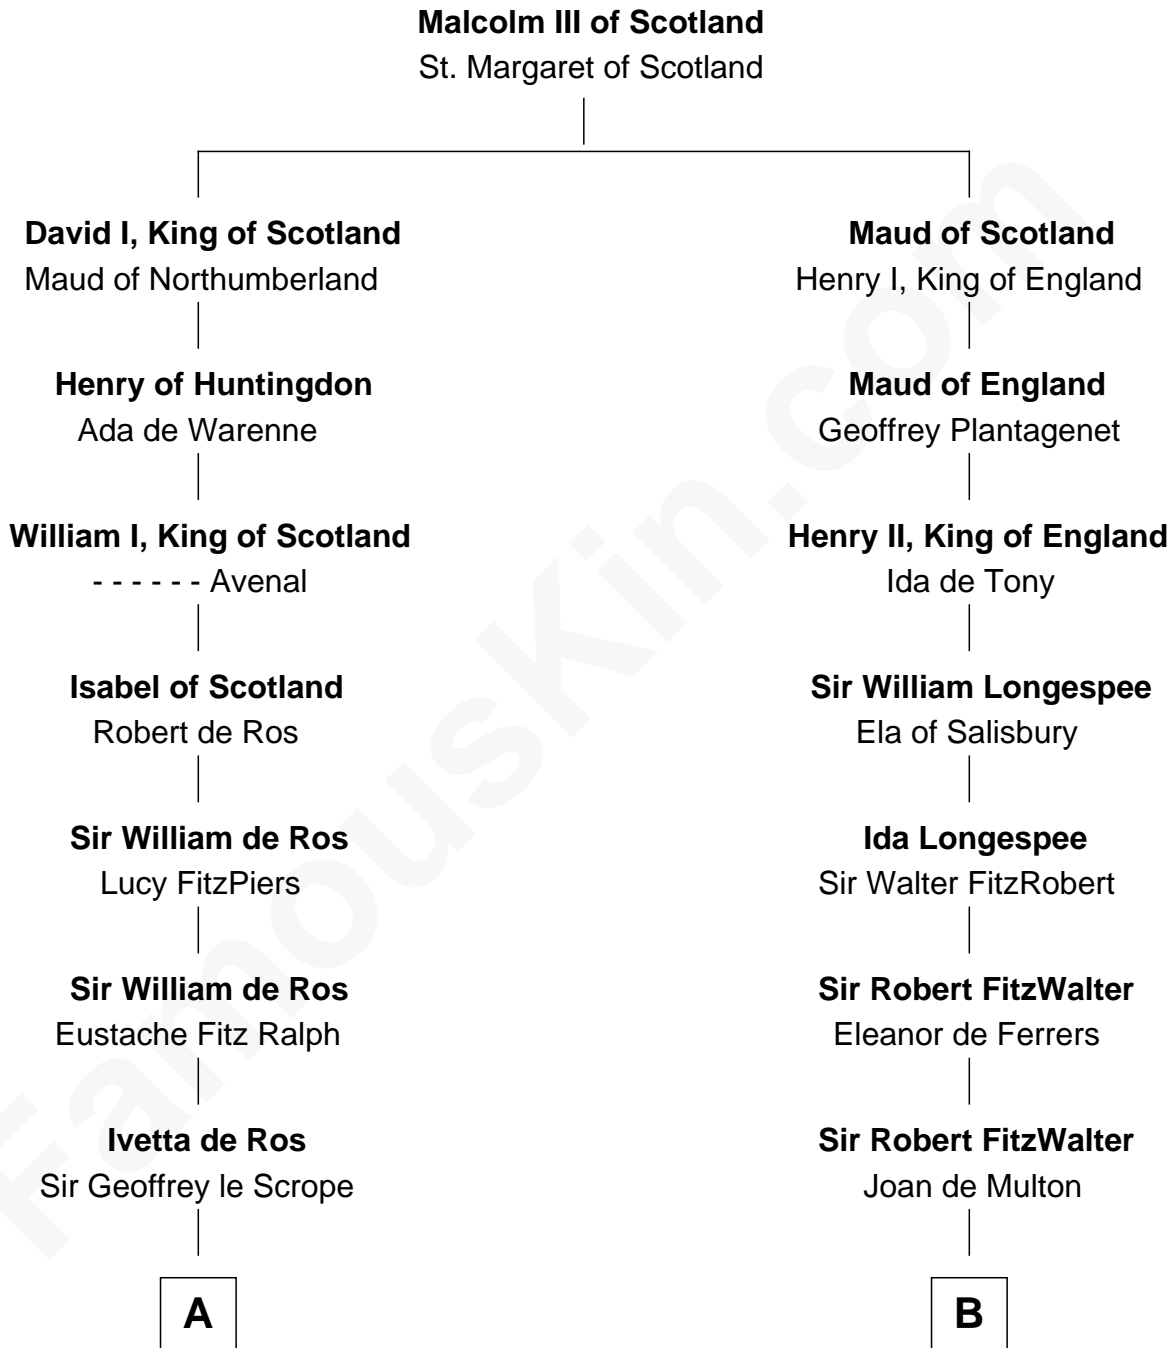 Malcolm III of Scotland
St. Margaret of Scotland
David I, King of Scotland
Maud of Northumberland
Maud of Scotland
Henry I, King of England
Henry of Huntingdon
Ada de Warenne
Maud of England
Geoffrey Plantagenet
William I, King of Scotland
- - - - - - Avenal
Henry II, King of England
Ida de Tony
Isabel of Scotland
Robert de Ros
Sir William Longespee
Ela of Salisbury
Sir William de Ros
Lucy FitzPiers
Ida Longespee
Sir Walter FitzRobert
Sir William de Ros
Eustache Fitz Ralph
Sir Robert FitzWalter
Eleanor de Ferrers
Ivetta de Ros
Sir Geoffrey le Scrope
Sir Robert FitzWalter
Joan de Multon
A
B
FamousKin.com